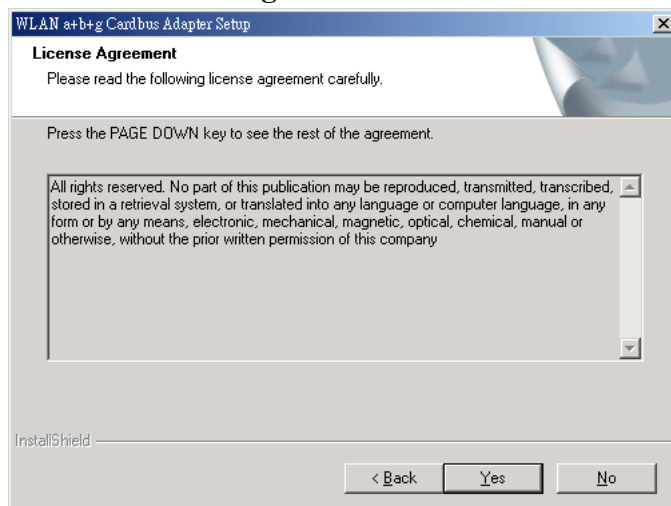 WLAN a+b+g Cardbus Adapter Setup
License Agreement
Please read the following license agreement carefully.
Press the PAGE DOWN key to see the rest of the agreement.
All rights reserved. No part of this publication may be reproduced, transmitted, transcribed,
stored in a retrieval system, or translated into any language or computer language, in any
form or by any means, electronic, mechanical, magnetic, optical, chemical, manual or
otherwise, without the prior written permission of this company
InstallShield
< Back Yes No